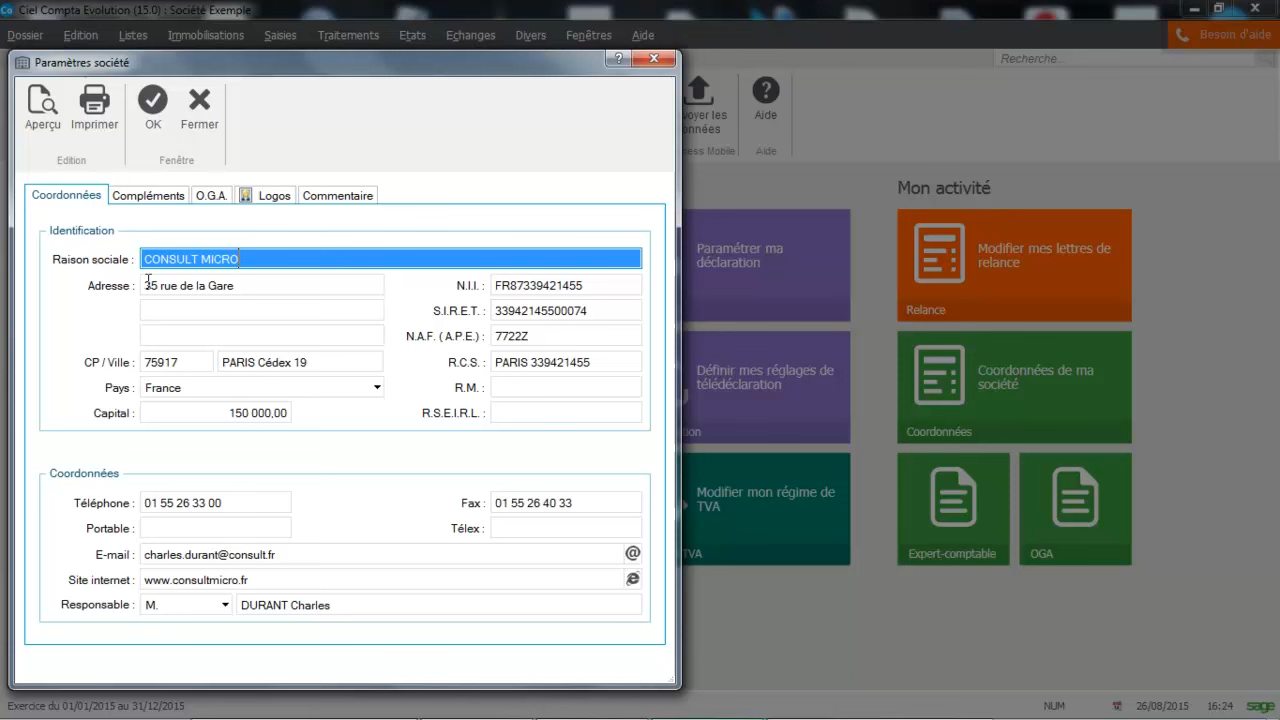 Ciel Compta Evolution (15.0) : Société Exemple
Dossier Edition Listes Immobilisations Saisies Traitements Etats Echanges Divers Fenêtres Aide
Besoin d'aide
Paramètres société
?
Recherche...
Aperçu Imprimer OK Fermer
Edition Fenêtre
voyer les
onnées
ness Mobile
?
Aide
Aide
Coordonnées Compléments O.G.A. Logos Commentaire
Identification
Raison sociale : CONSULT MICRO
Adresse : 35 rue de la Gare
N.I.I. : FR87339421455
S.I.R.E.T. : 33942145500074
N.A.F. ( A.P.E.) : 7722Z
CP / Ville : 75917 PARIS Cédex 19
R.C.S. : PARIS 339421455
Pays : France
R.M. :
Capital : 150 000,00
R.S.E.I.R.L. :
Coordonnées
Téléphone : 01 55 26 33 00
Fax : 01 55 26 40 33
Portable :
Télex :
E-mail : charles.durant@consult.fr @
Site internet : www.consultmicro.fr
Responsable : M. DURANT Charles
Mon activité
Paramétrer ma
déclaration
Modifier mes lettres de
relance
Relance
Définir mes réglages de
télédéclaration
tion
Coordonnées de ma
société
Coordonnées
Modifier mon régime de
TVA
TVA
Expert-comptable
OGA
Exercice du 01/01/2015 au 31/12/2015
NUM 26/08/2015 16:24 sage